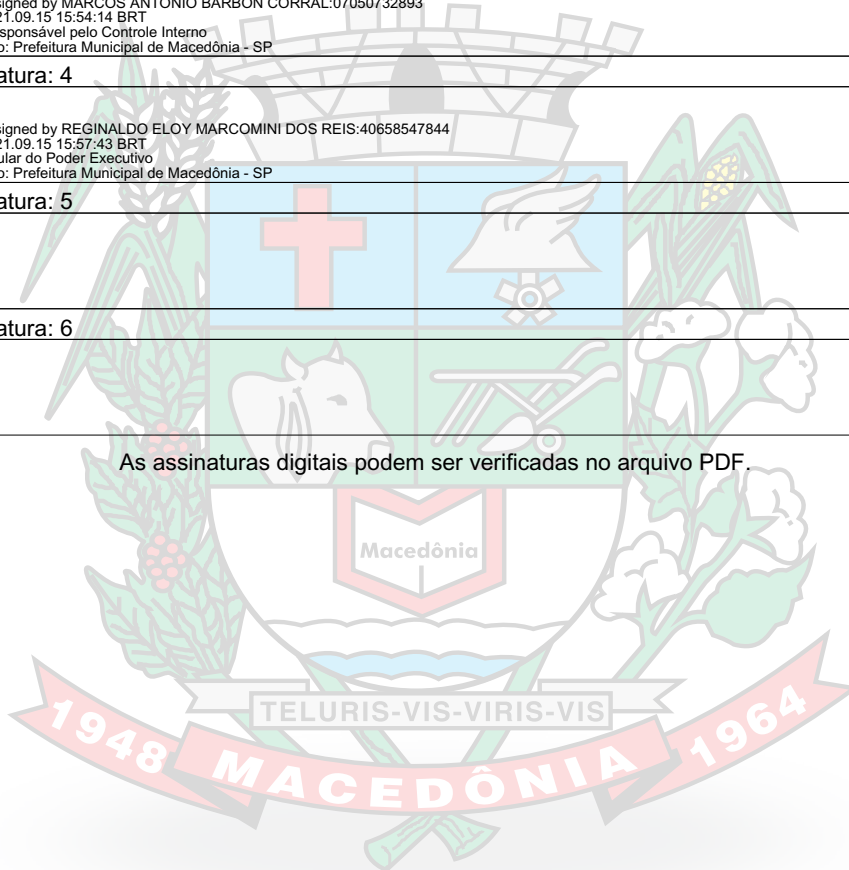 signed by MARCOS ANTONIO BARBON CORRAL:07050732893
21.09.15 15:54:14 BRT
sponsável pelo Controle Interno
o: Prefeitura Municipal de Macedônia - SP
atura: 4
signed by REGINALDO ELOY MARCOMINI DOS REIS:40658547844
21.09.15 15:57:43 BRT
ular do Poder Executivo
o: Prefeitura Municipal de Macedônia - SP
atura: 5
atura: 6
As assinaturas digitais podem ser verificadas no arquivo PDF.
Macedônia
TELURIS-VIS-VIRIS-VIS
1948 MACEDÔNIA 1964